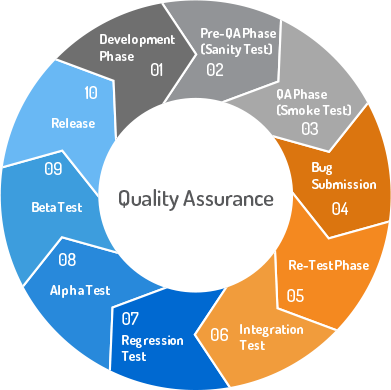 Development
Phase
01
Pre-QA Phase
(Sanity Test)
02
QA Phase
(Smoke Test)
03
Bug
Submission
04
Re-Test Phase
05
06
Integration
Test
07
Regression
Test
08
Alpha Test
09
Beta Test
10
Release
Quality Assurance